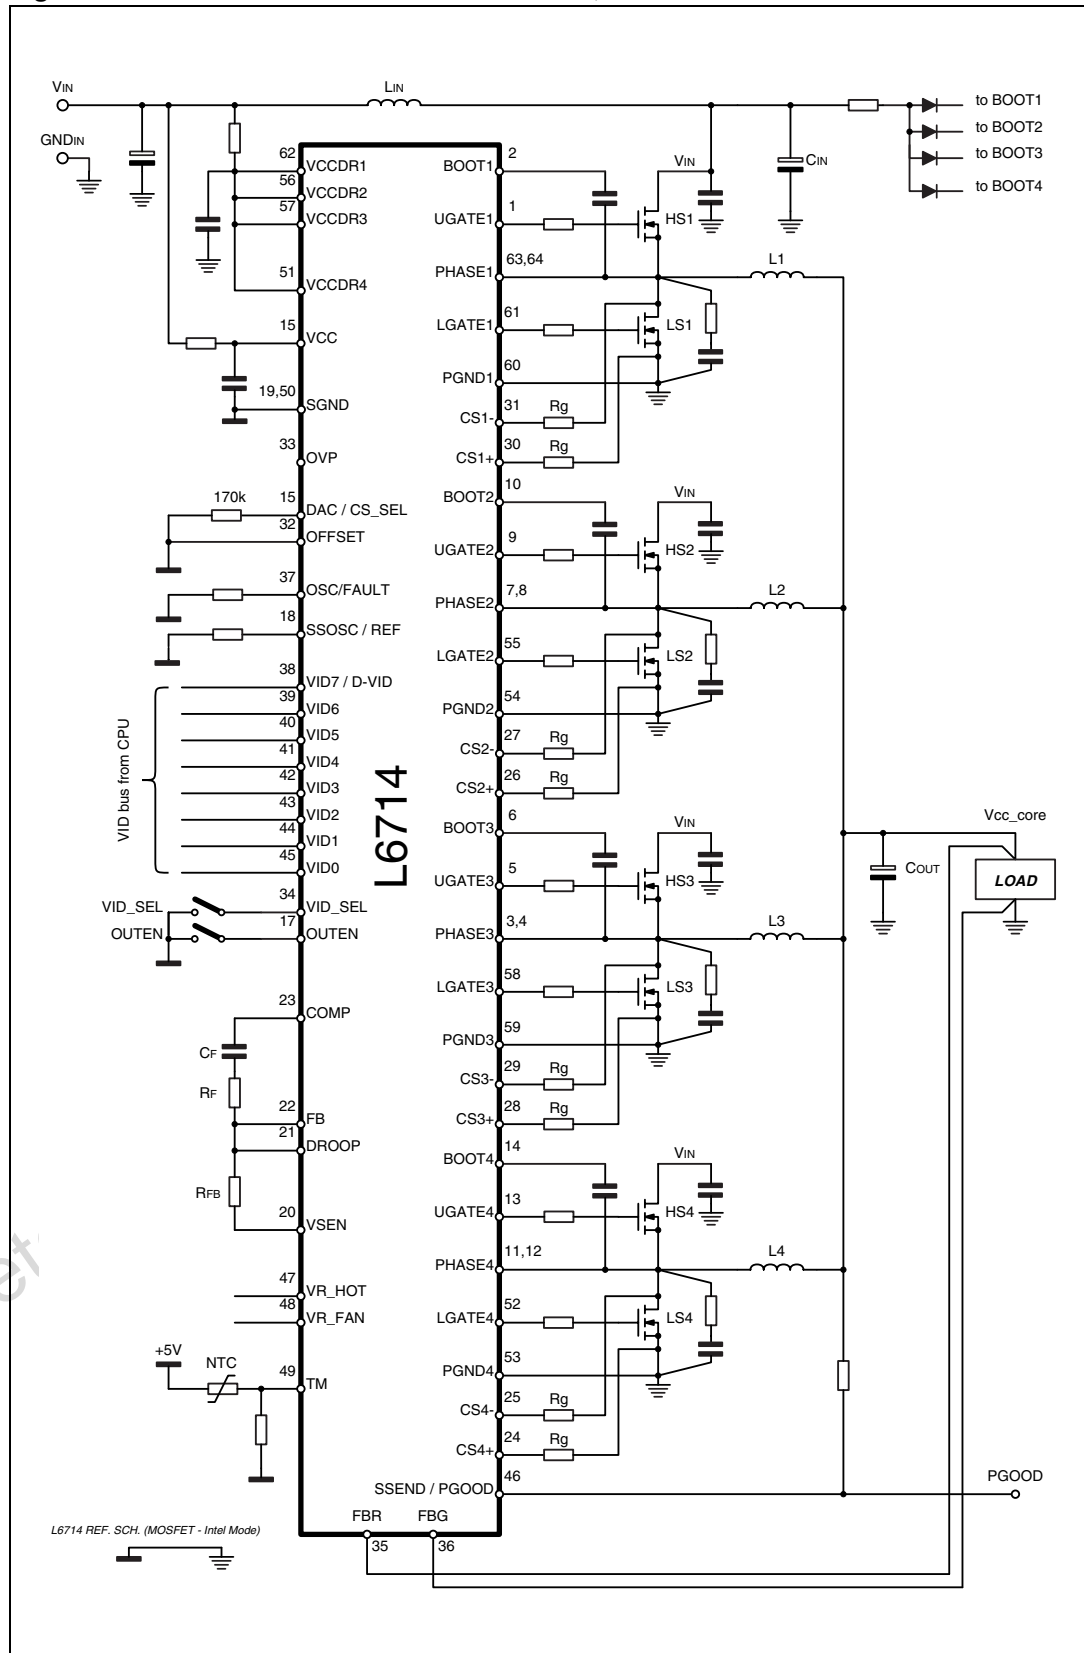 VIN
LIN
to BOOT1
to BOOT2
to BOOT3
to BOOT4
GNDIN
CIN
62
VCCDR1
56
VCCDR2
57
VCCDR3
51
VCCDR4
15
VCC
19,50
SGND
33
OVP
170k
15
DAC / CS_SEL
32
OFFSET
37
OSC/FAULT
18
SSOSC / REF
VID bus from CPU
38
VID7 / D-VID
39
VID6
40
VID5
41
VID4
42
VID3
43
VID2
44
VID1
45
VID0
VID_SEL
34
VID_SEL
OUTEN
17
OUTEN
23
COMP
CF
RF
22
FB
21
DROOP
RFB
20
VSEN
47
VR_HOT
48
VR_FAN
+5V
NTC
49
TM
L6714
BOOT1
2
VIN
UGATE1
1
HS1
PHASE1
63,64
L1
LGATE1
61
LS1
PGND1
60
CS1-
31
Rg
CS1+
30
Rg
BOOT2
10
VIN
UGATE2
9
HS2
PHASE2
7,8
L2
LGATE2
55
LS2
PGND2
54
CS2-
27
Rg
CS2+
26
Rg
BOOT3
6
VIN
UGATE3
5
HS3
PHASE3
3,4
L3
LGATE3
58
LS3
PGND3
59
CS3-
29
Rg
CS3+
28
Rg
BOOT4
14
VIN
UGATE4
13
HS4
PHASE4
11,12
L4
LGATE4
52
LS4
PGND4
53
CS4-
25
Rg
CS4+
24
Rg
SSEND / PGOOD
46
PGOOD
Vcc_core
COUT
LOAD
FBR
FBG
35
36
L6714 REF. SCH. (MOSFET - Intel Mode)